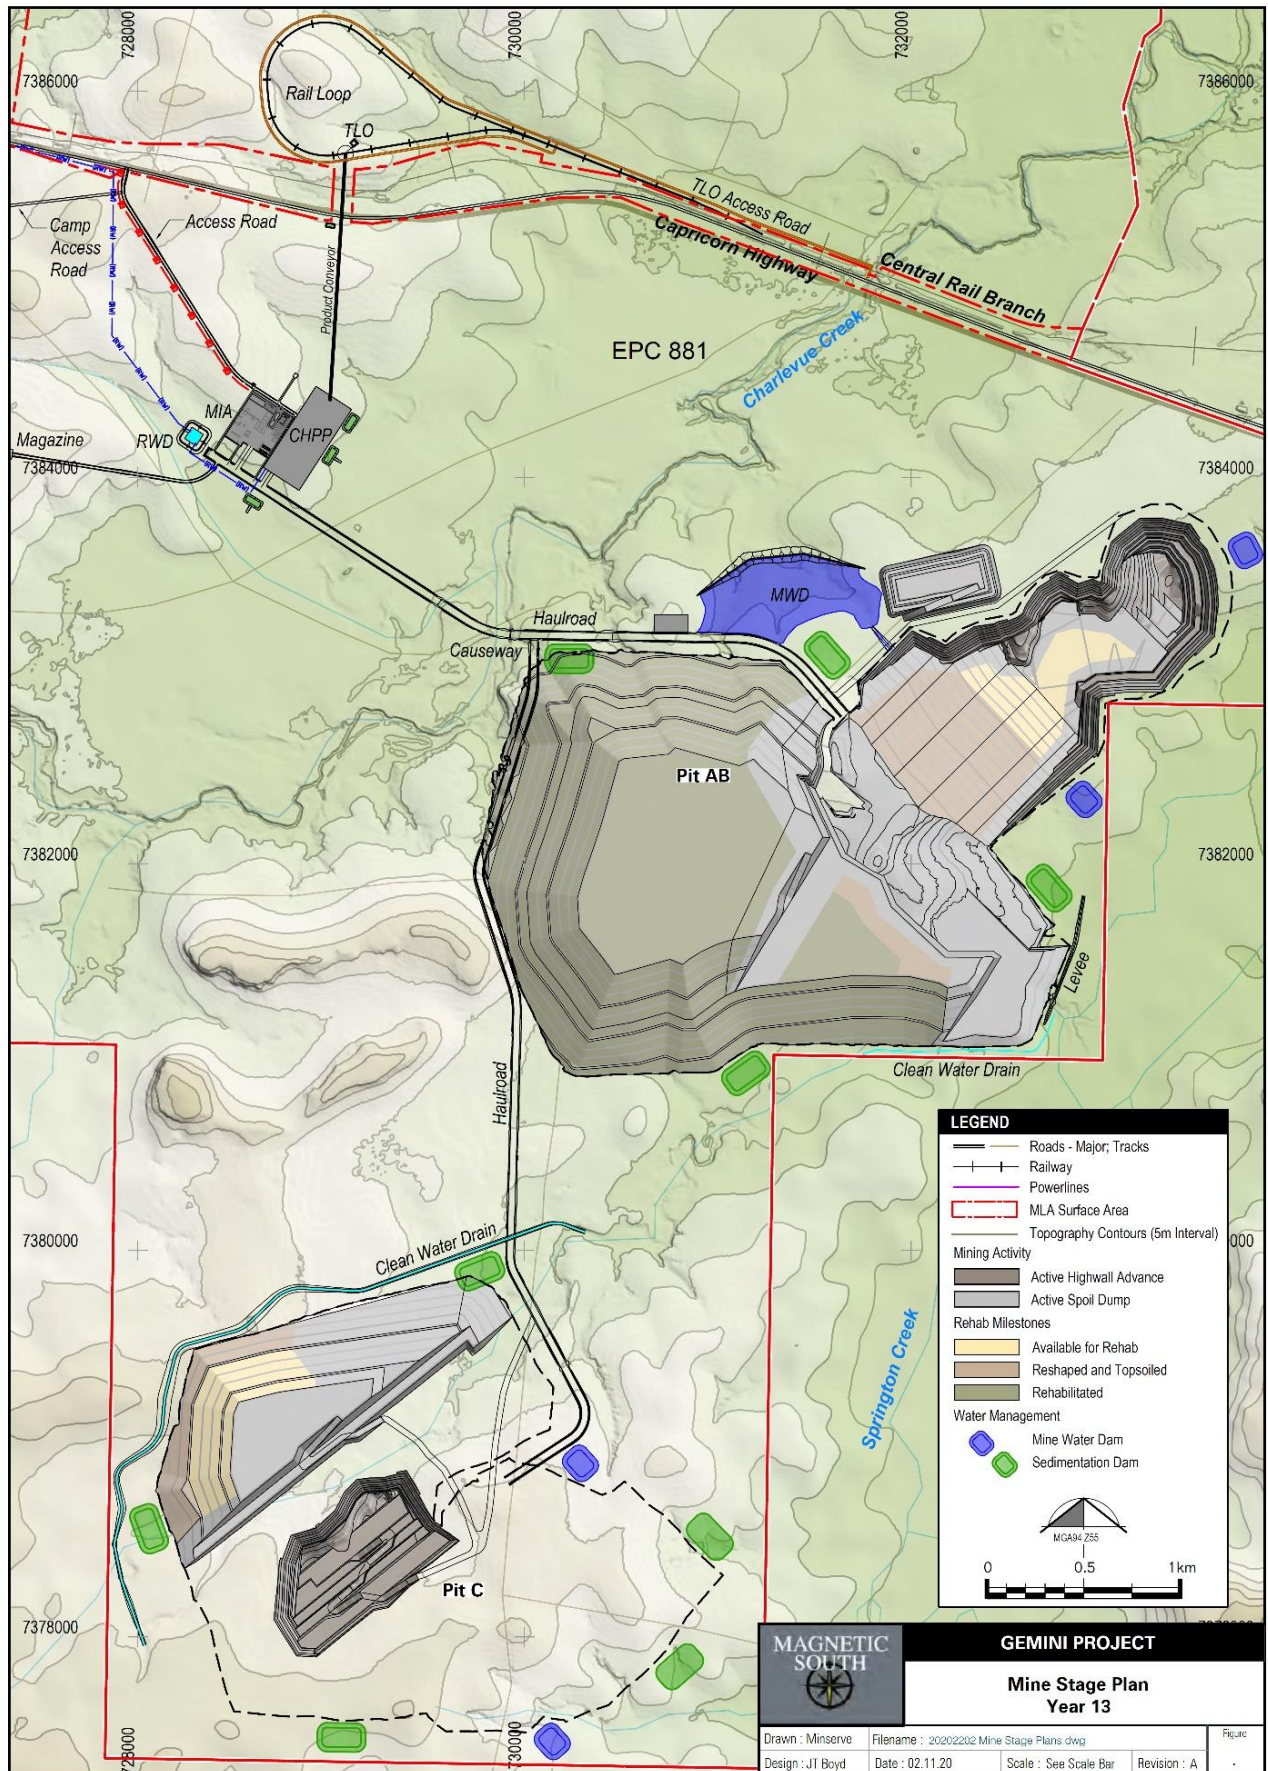 728000
730000
732000
7386000
7386000
Rail Loop
TLO
TLO Access Road
Camp
Access
Road
Access Road
Capricorn Highway
Central Rail Branch
Product Conveyor
EPC 881
Charlevue Creek
MIA
CHPP
RWD
Magazine
7384000
7384000
MWD
Haulroad
Causeway
Pit AB
7382000
7382000
Levee
Clean Water Drain
Haulroad
LEGEND
Roads - Major; Tracks
Railway
Powerlines
MLA Surface Area
Topography Contours (5m Interval)
Mining Activity
Active Highwall Advance
Active Spoil Dump
Rehab Milestones
Available for Rehab
Reshaped and Topsoiled
Rehabilitated
Water Management
Mine Water Dam
Sedimentation Dam
MGA94 Z55
0 0.5 1km
7380000
000
Clean Water Drain
Springton Creek
Pit C
7378000
728000
730000
MAGNETIC
SOUTH
GEMINI PROJECT
Mine Stage Plan
Year 13
Drawn : Minserve
Filename : 20202202 Mine Stage Plans.dwg
Figure
Design : JT Boyd
Date : 02.11.20
Scale : See Scale Bar
Revision : A
-